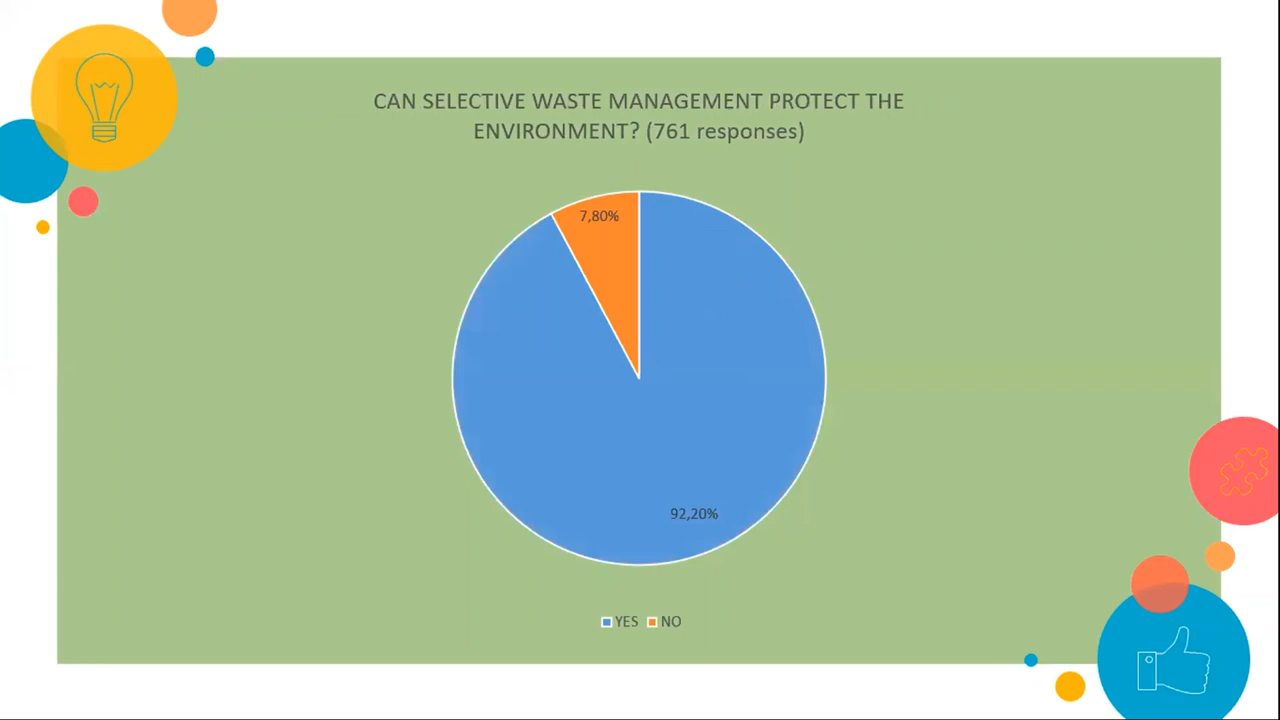 CAN SELECTIVE WASTE MANAGEMENT PROTECT THE
ENVIRONMENT? (761 responses)
7,80%
92,20%
YES NO